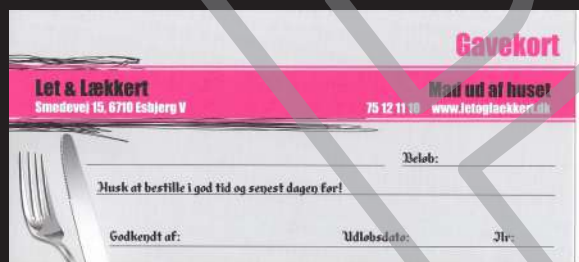 Gavekort
Let & Lækkert
Mad ud af huset
Smedevej 15, 6710 Esbjerg V
75 12 11 10 www.letoglaekkert.dk
Beløb:
Husk at bestille i god tid og senest dagen før!
Godkendt af: Udløbsdato: Nr: